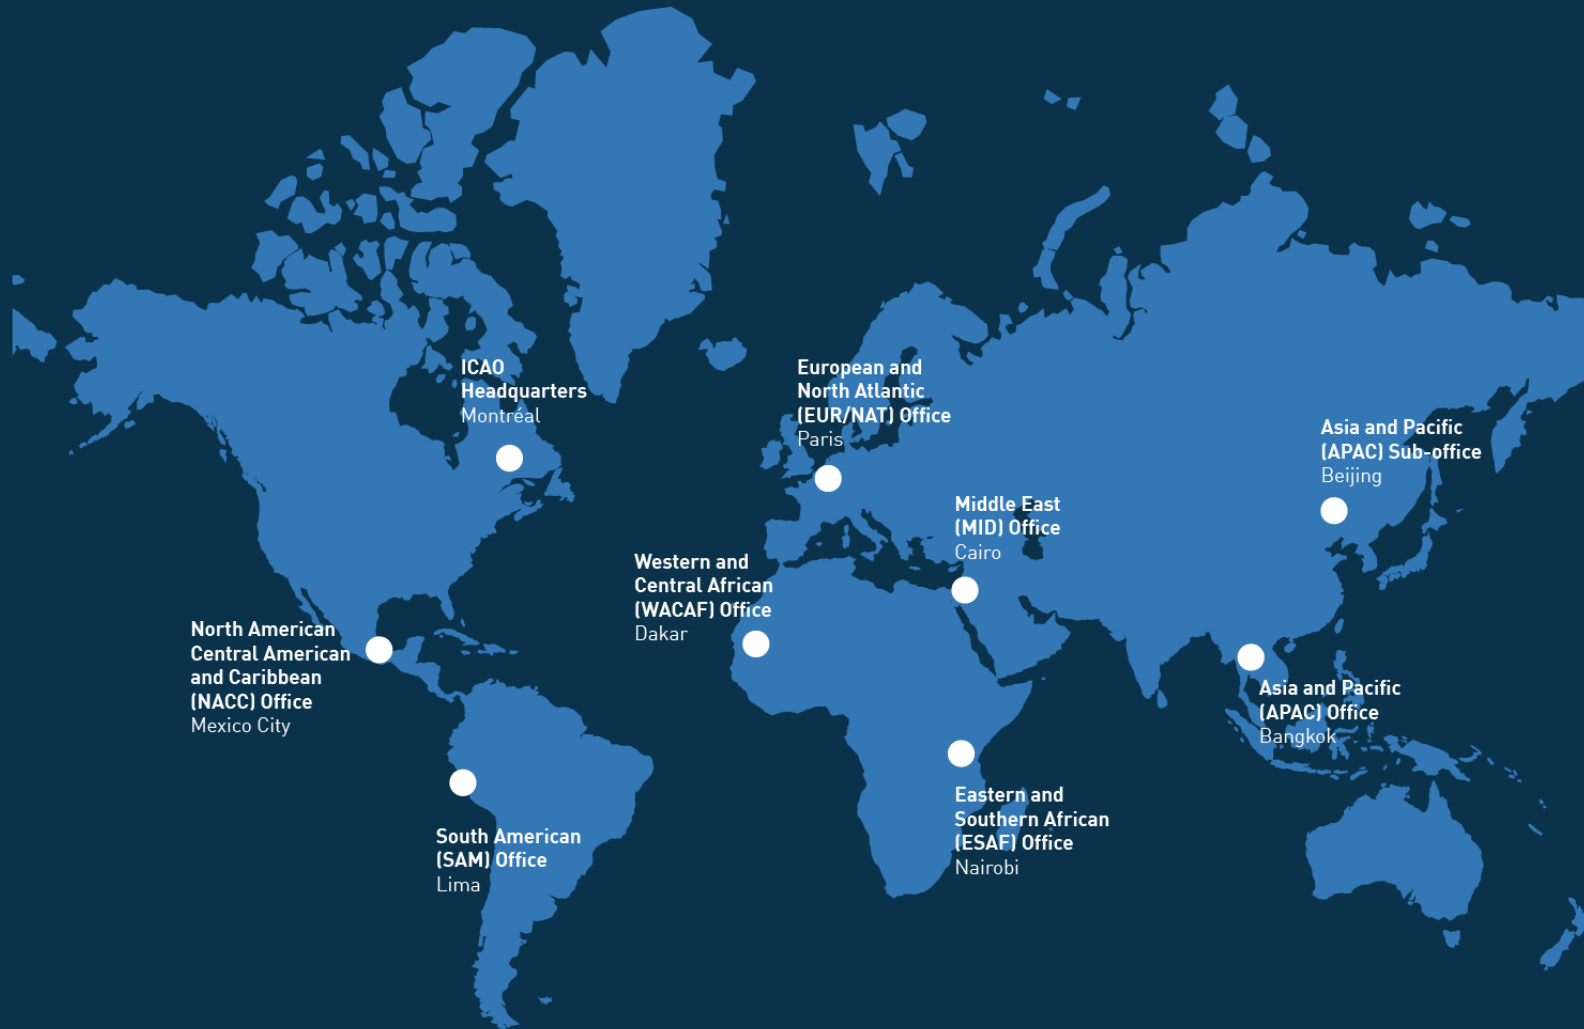 ICAO
Headquarters
Montréal
European and
North Atlantic
(EUR/NAT) Office
Paris
Asia and Pacific
(APAC) Sub-office
Beijing
Middle East
(MID) Office
Cairo
Western and
Central African
(WACAF) Office
Dakar
North American
Central American
and Caribbean
(NACC) Office
Mexico City
Asia and Pacific
(APAC) Office
Bangkok
Eastern and
Southern African
(ESAF) Office
Nairobi
South American
(SAM) Office
Lima